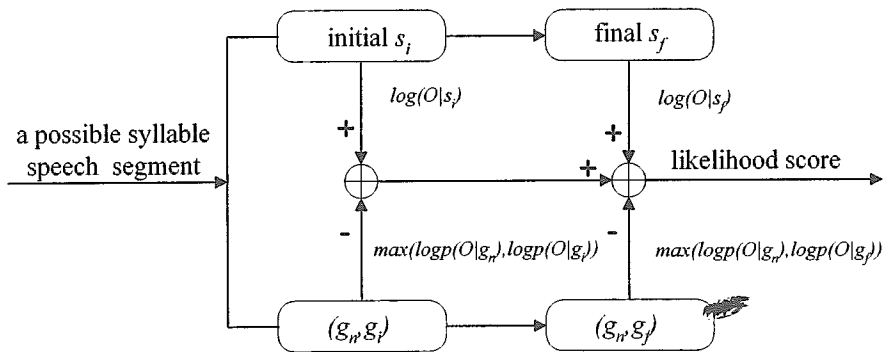 initial s_i
final s_f
log(O|s_i)
log(O|s_f)
+
+
a possible syllable
speech segment
+
likelihood score
-
-
max(logp(O|g_n),logp(O|g_i))
max(logp(O|g_n),logp(O|g_f))
(g_n,g_i)
(g_n,g_f)